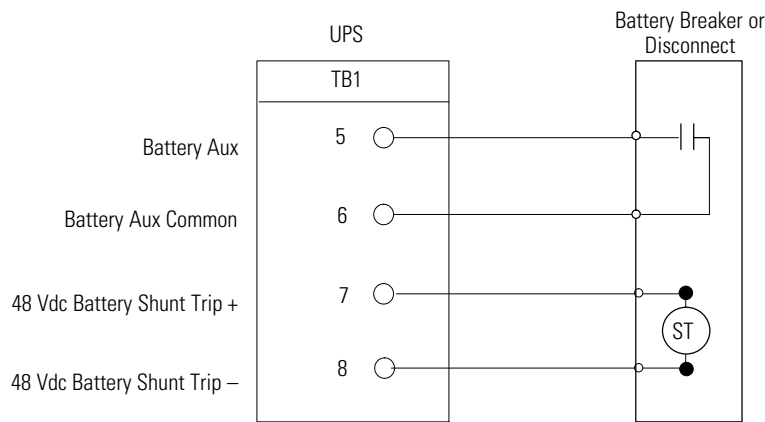 UPS
Battery Breaker or
Disconnect
TB1
Battery Aux
5
Battery Aux Common
6
48 Vdc Battery Shunt Trip +
7
ST
48 Vdc Battery Shunt Trip –
8